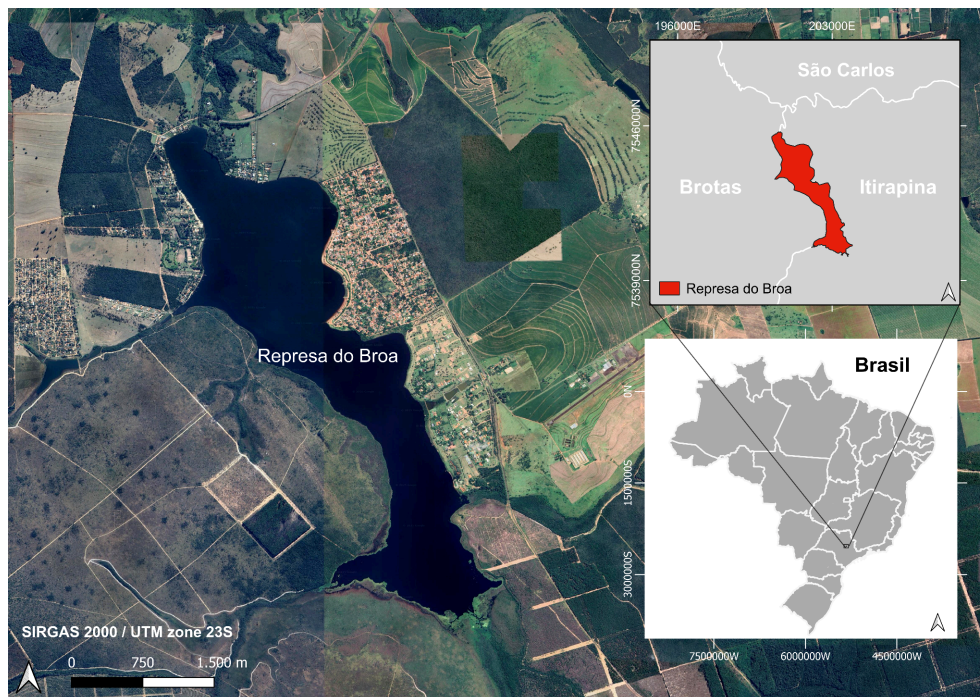 196000E
203000E
São Carlos
7546000N
Brotas
Itirapina
7539000N
Represa do Broa
Represa do Broa
Brasil
0N
1500000S
3000000S
SIRGAS 2000 / UTM zone 23S
0 750 1.500 m
7500000W 6000000W 4500000W